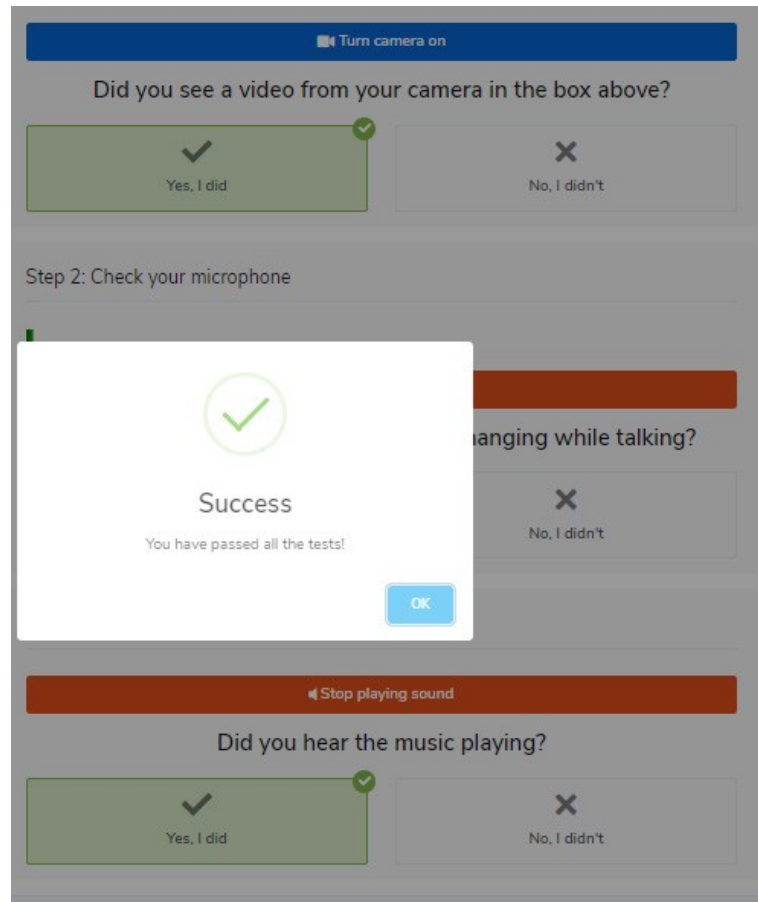 Turn camera on
Did you see a video from your camera in the box above?
Yes, I did
No, I didn't
Step 2: Check your microphone
hanging while talking?
No, I didn't
Success
You have passed all the tests!
OK
Stop playing sound
Did you hear the music playing?
Yes, I did
No, I didn't